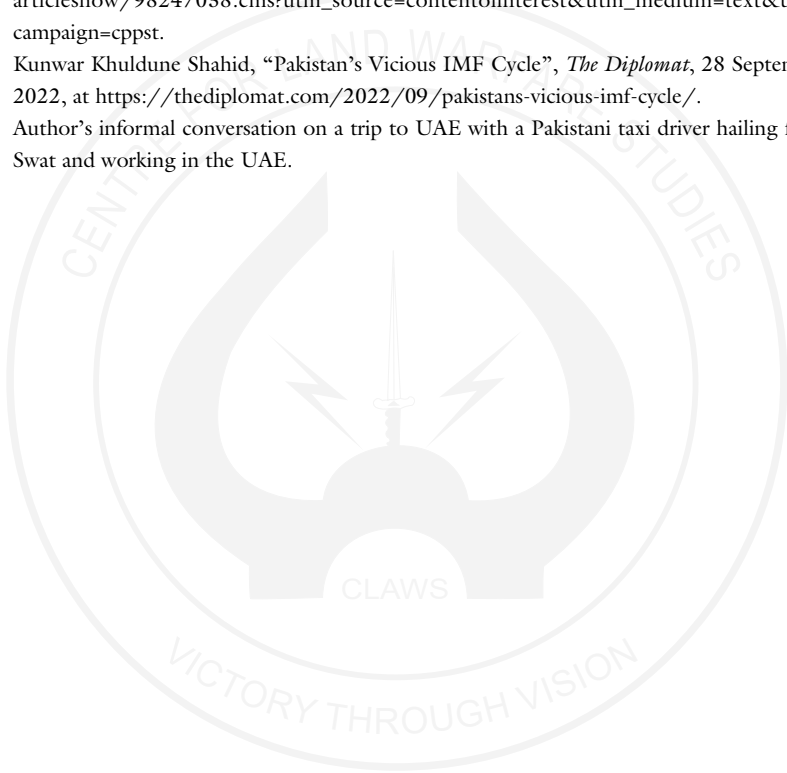 articleshow/98247038.cms?utm_source=contentofinterest&utm_medium=text&
campaign=cppst.
Kunwar Khuldune Shahid, “Pakistan’s Vicious IMF Cycle”, The Diplomat, 28
2022, at https://thediplomat.com/2022/09/pakistans-vicious-imf-cycle/.
Author’s informal conversation on a trip to UAE with a Pakistani taxi driver hailing
Swat and working in the UAE.
CENTRE FOR LAND WARFARE STUDIES
CLAWS
VICTORY THROUGH VISION